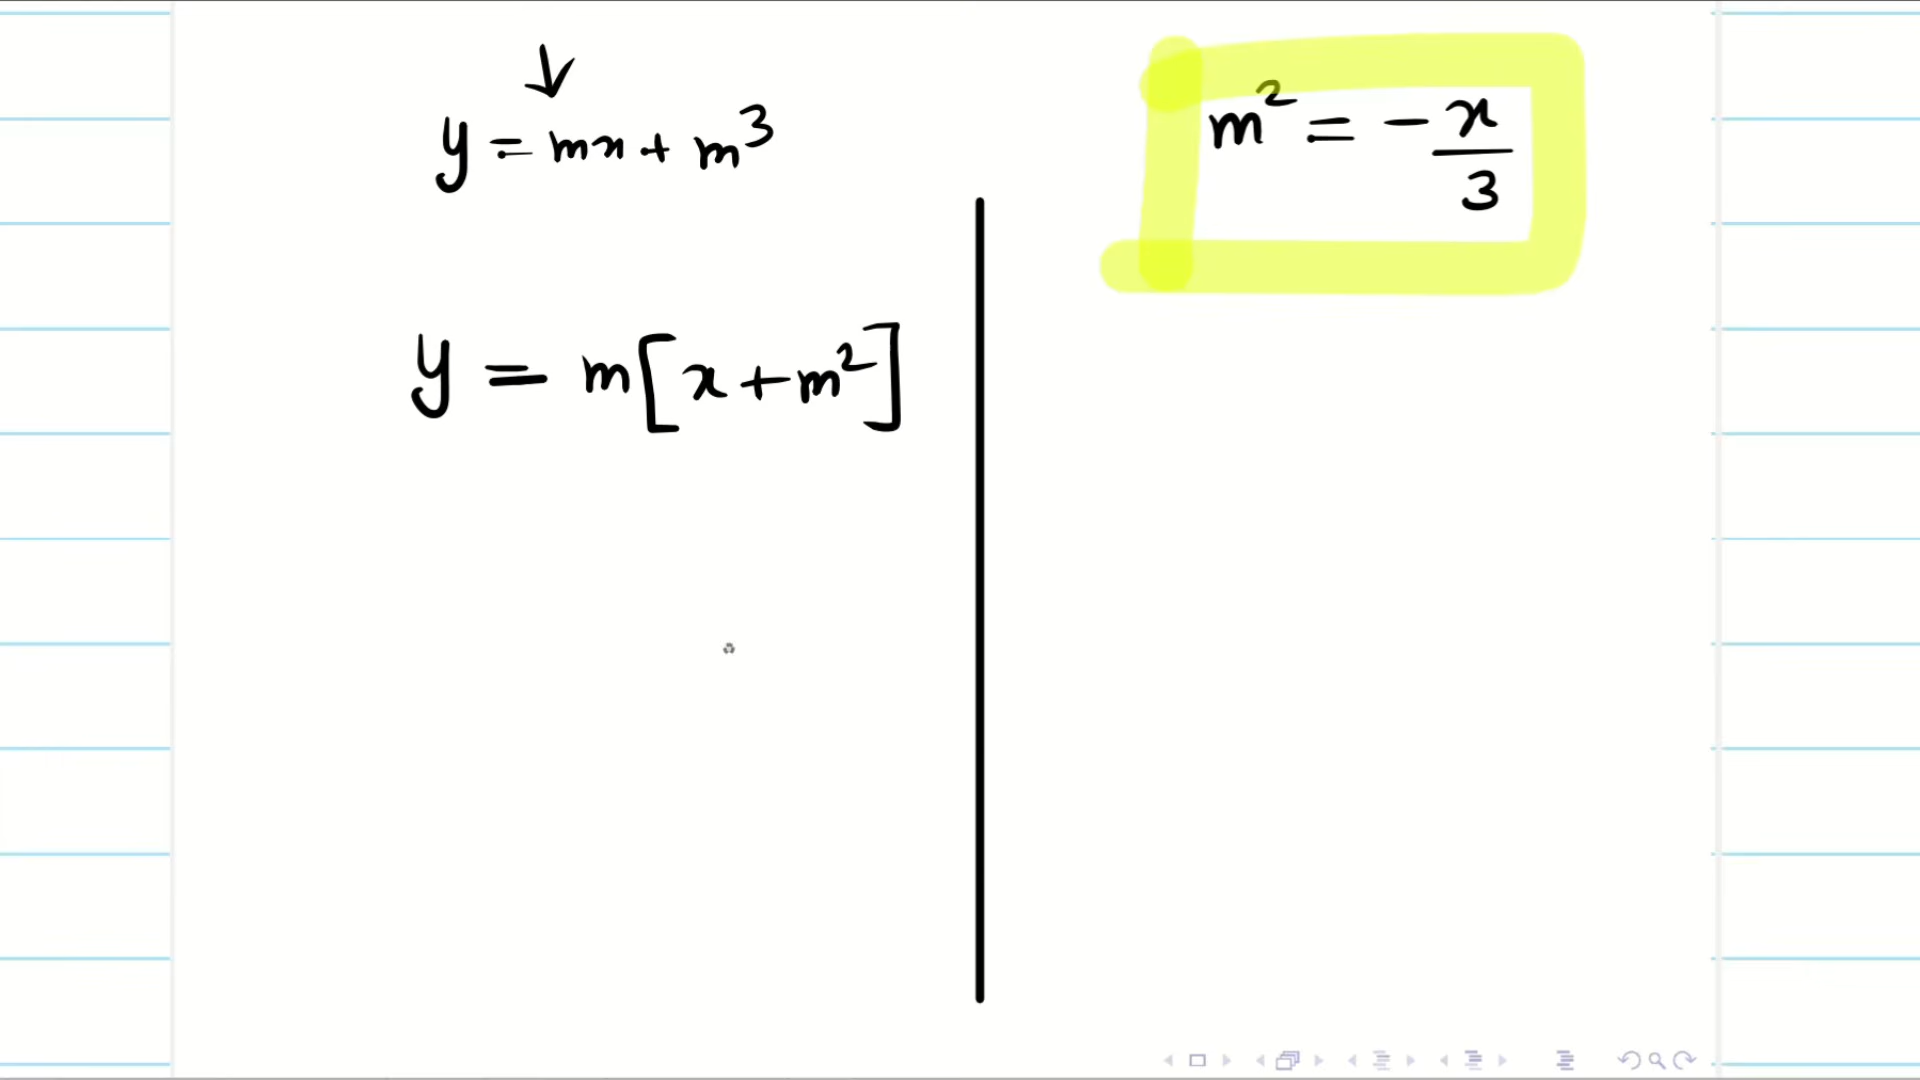 y = mx + m³
y = m[x + m²]
m² = -x/3